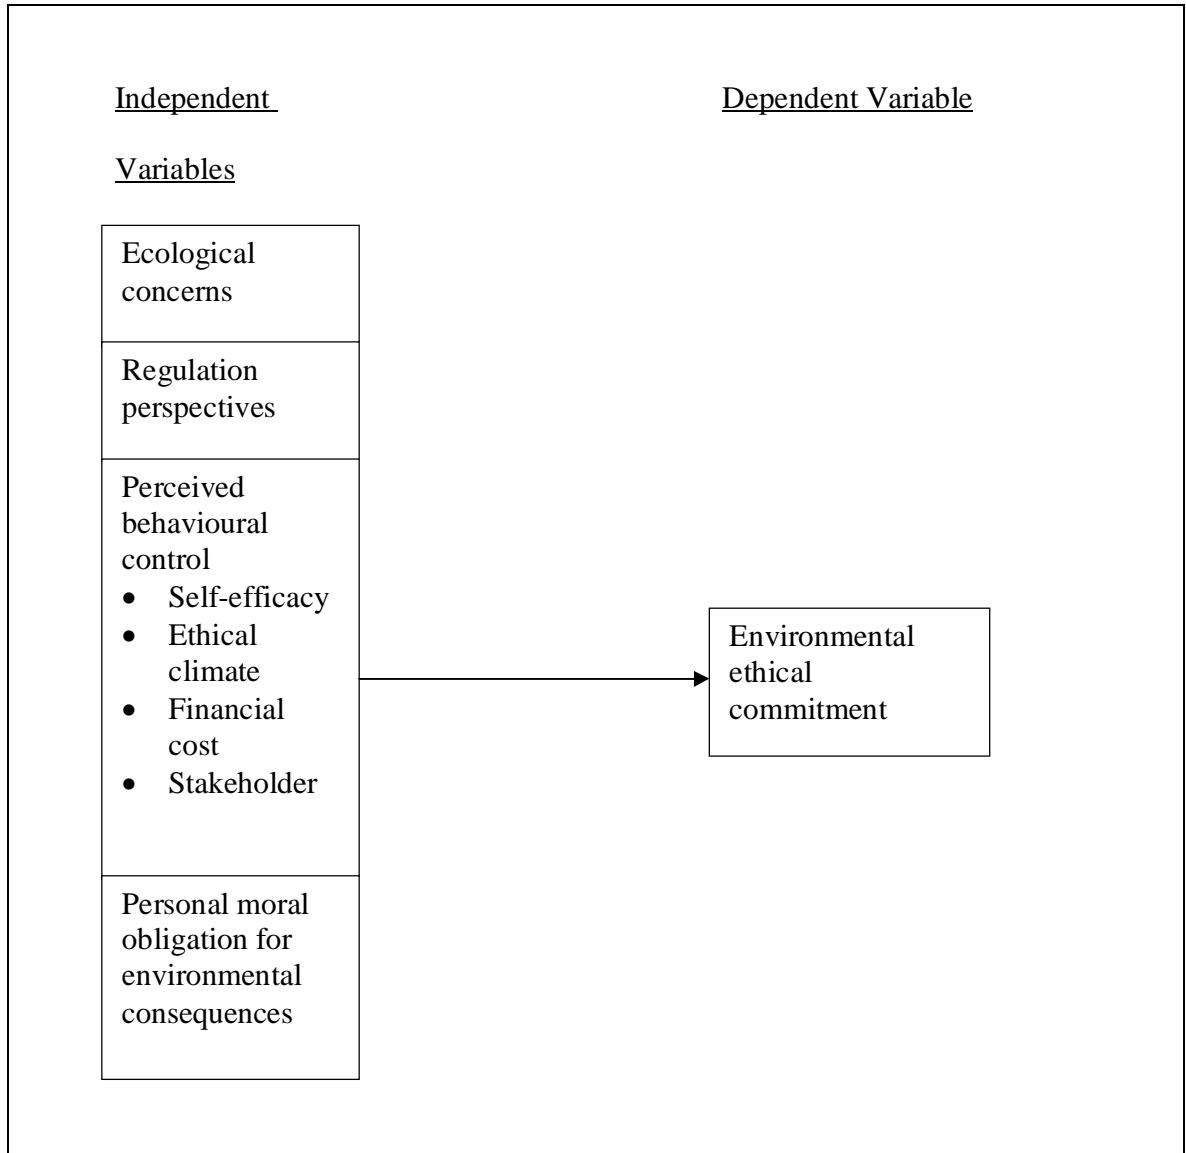 Independent
Variables
Dependent Variable
Ecological
concerns
Regulation
perspectives
Perceived
behavioural
control
• Self-efficacy
• Ethical
climate
• Financial
cost
• Stakeholder
Personal moral
obligation for
environmental
consequences
Environmental
ethical
commitment